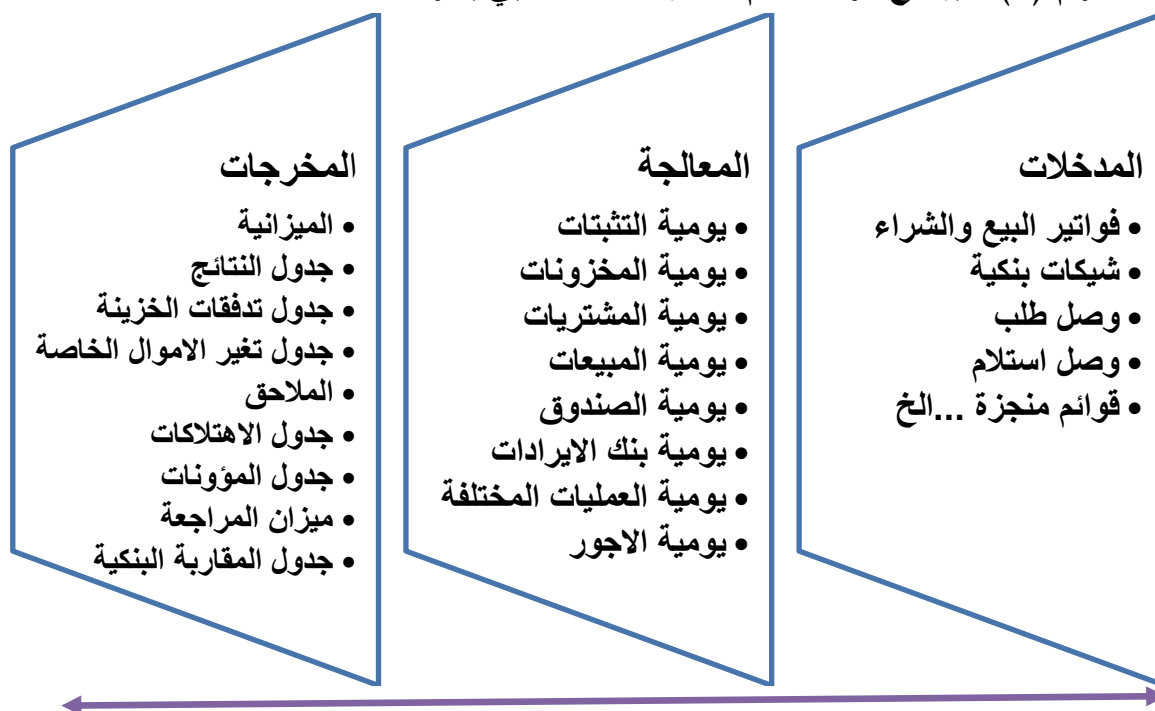 المدخلات
• فواتير البيع والشراء
• شيكات بنكية
• وصل طلب
• وصل استلام
• قوائم منجزة ...الخ
المعالجة
• يومية التثبتات
• يومية المخزونات
• يومية المشتريات
• يومية المبيعات
• يومية الصندوق
• يومية بنك الايرادات
• يومية العمليات المختلفة
• يومية الاجور
المخرجات
• الميزانية
• جدول النتائج
• جدول تدفقات الخزينة
• جدول تغير الاموال الخاصة
• الملاحق
• جدول الاهتلاكات
• جدول المؤونات
• ميزان المراجعة
• جدول المقاربة البنكية